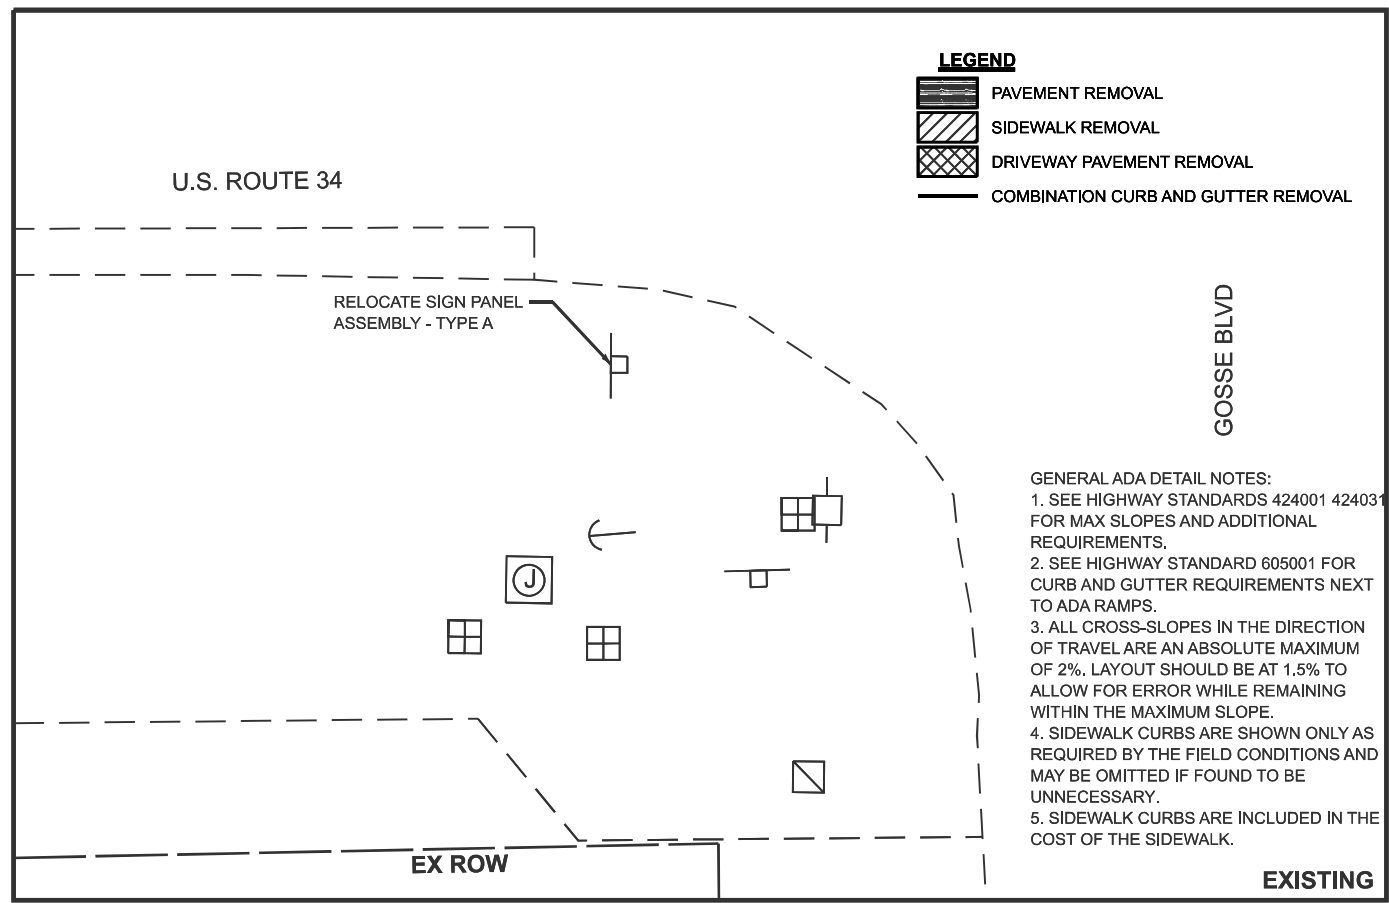 LEGEND
PAVEMENT REMOVAL
SIDEWALK REMOVAL
DRIVEWAY PAVEMENT REMOVAL
COMBINATION CURB AND GUTTER REMOVAL
U.S. ROUTE 34
RELOCATE SIGN PANEL
ASSEMBLY - TYPE A
GOSSE BLVD
J
GENERAL ADA DETAIL NOTES:
1. SEE HIGHWAY STANDARDS 424001 424031
FOR MAX SLOPES AND ADDITIONAL
REQUIREMENTS.
2. SEE HIGHWAY STANDARD 605001 FOR
CURB AND GUTTER REQUIREMENTS NEXT
TO ADA RAMPS.
3. ALL CROSS-SLOPES IN THE DIRECTION
OF TRAVEL ARE AN ABSOLUTE MAXIMUM
OF 2%. LAYOUT SHOULD BE AT 1.5% TO
ALLOW FOR ERROR WHILE REMAINING
WITHIN THE MAXIMUM SLOPE.
4. SIDEWALK CURBS ARE SHOWN ONLY AS
REQUIRED BY THE FIELD CONDITIONS AND
MAY BE OMITTED IF FOUND TO BE
UNNECESSARY.
5. SIDEWALK CURBS ARE INCLUDED IN THE
COST OF THE SIDEWALK.
EX ROW
EXISTING